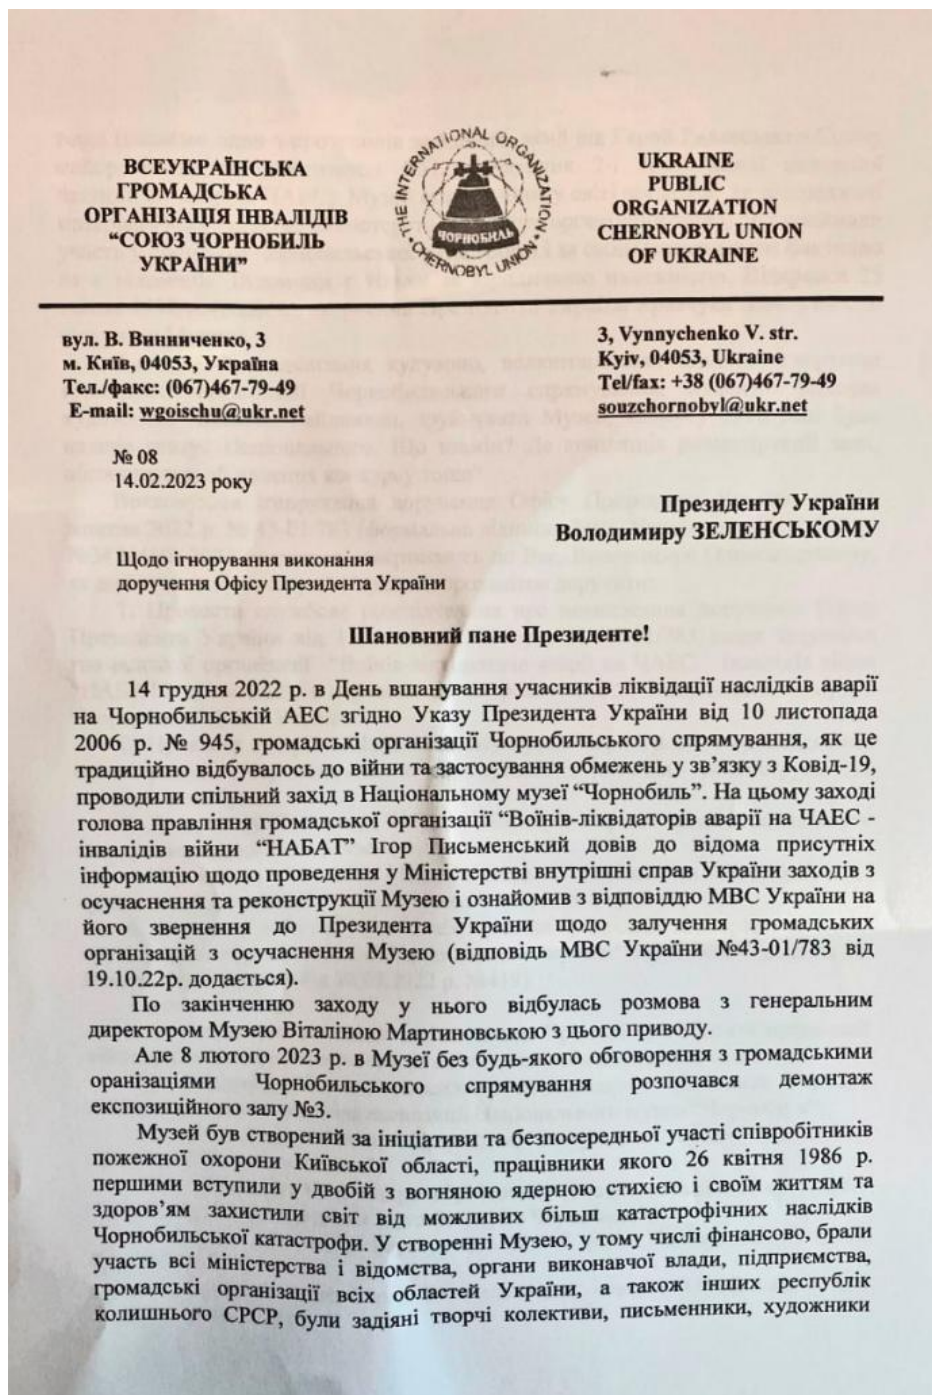 ВСЕУКРАЇНСЬКА
ГРОМАДСЬКА
ОРГАНІЗАЦІЯ ІНВАЛІДІВ
“СОЮЗ ЧОРНОБИЛЬ
УКРАЇНИ”
THE INTERNATIONAL ORGANIZATION
ЧОРНОБИЛЬ
CHERNOBYL UNION
UKRAINE
PUBLIC
ORGANIZATION
CHERNOBYL UNION
OF UKRAINE
вул. В. Винниченко, 3
м. Київ, 04053, Україна
Тел./факс: (067)467-79-49
E-mail: wgoischu@ukr.net
3, Vynnychenko V. str.
Kyiv, 04053, Ukraine
Tel/fax: +38 (067)467-79-49
souzchornobyl@ukr.net
№ 08
14.02.2023 року
Президенту України
Володимиру ЗЕЛЕНСЬКОМУ
Щодо ігнорування виконання
доручення Офісу Президента України
Шановний пане Президенте!
14 грудня 2022 р. в День вшанування учасників ліквідації наслідків аварії
на Чорнобильській АЕС згідно Указу Президента України від 10 листопада
2006 р. № 945, громадські організації Чорнобильського спрямування, як це
традиційно відбувалось до війни та застосування обмежень у зв’язку з Ковід-19,
проводили спільний захід в Національному музеї “Чорнобиль”. На цьому заході
голова правління громадської організації “Воїнів-ліквідаторів аварії на ЧАЕС -
інвалідів війни “НАБАТ” Ігор Письменський довів до відома присутніх
інформацію щодо проведення у Міністерстві внутрішні справ України заходів з
осучаснення та реконструкції Музею і ознайомив з відповіддю МВС України на
його звернення до Президента України щодо залучення громадських
організацій з осучаснення Музею (відповідь МВС України №43-01/783 від
19.10.22р. додається).
По закінченню заходу у нього відбулась розмова з генеральним
директором Музею Віталіною Мартиновською з цього приводу.
Але 8 лютого 2023 р. в Музеї без будь-якого обговорення з громадськими
оранізаціями Чорнобильського спрямування розпочався демонтаж
експозиційного залу №3.
Музей був створений за ініціативи та безпосередньої участі співробітників
пожежної охорони Київської області, працівники якого 26 квітня 1986 р.
першими вступили у двобій з вогняною ядерною стихією і своїм життям та
здоров’ям захистили світ від можливих більш катастрофічних наслідків
Чорнобильської катастрофи. У створенні Музею, у тому числі фінансово, брали
участь всі міністерства і відомства, органи виконавчої влади, підприємства,
громадські організації всіх областей України, а також інших республік
колишнього СРСР, були задіяні творчі колективи, письменники, художники